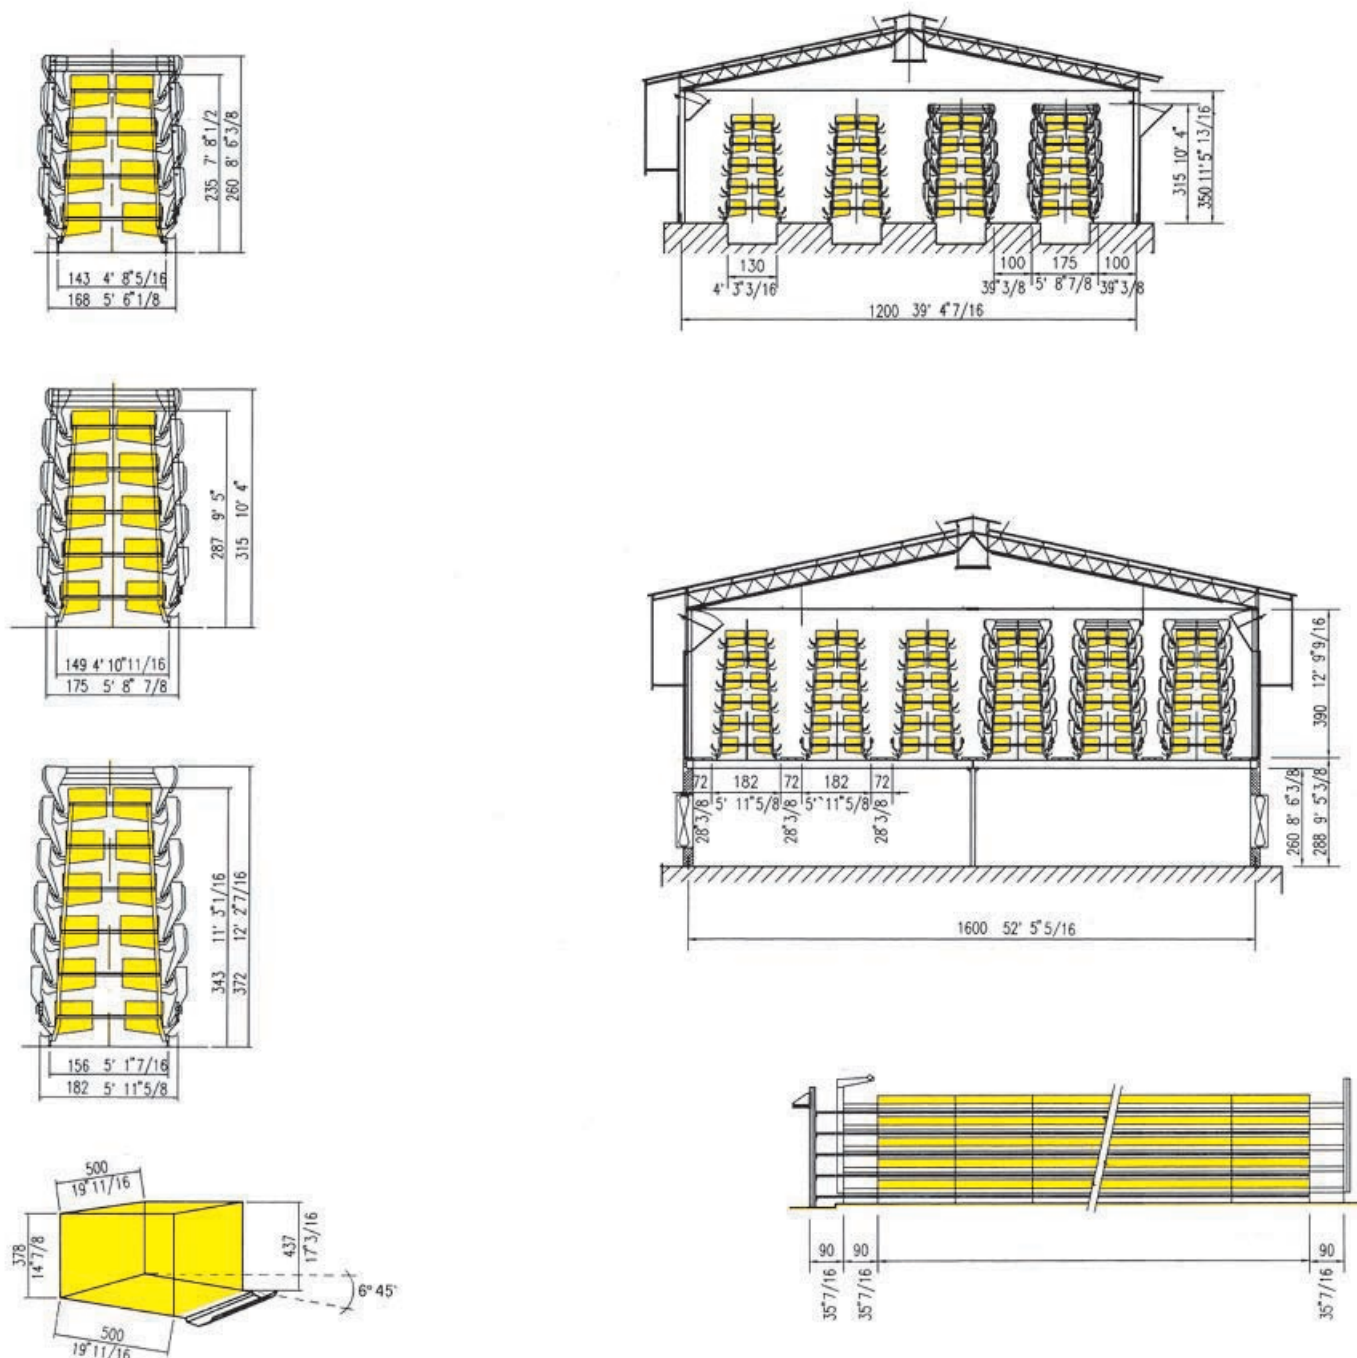 235 7' 8"1/2
260 8' 6"3/8
143 4' 8"5/16
168 5' 6"1/8
287 9' 5"
315 10' 4"
149 4' 10"11/16
175 5' 8" 7/8
343 11' 3"1/16
372 12' 2"7/16
156 5' 1"7/16
182 5' 11"5/8
500
19"11/16
378
14"7/8
437
17"3/16
6° 45'
500
19"11/16
315 10' 4"
350 11' 5" 13/16
130
4' 3"3/16
100
39"3/8
175
5' 8"7/8
100
39"3/8
1200 39' 4"7/16
390 12' 9"9/16
72
28"3/8
182
5' 11"5/8
72
28"3/8
182
5' 11"5/8
72
28"3/8
260 8' 6"3/8
288 9' 5"3/8
1600 52' 5"5/16
90
35"7/16
90
35"7/16
90
35"7/16